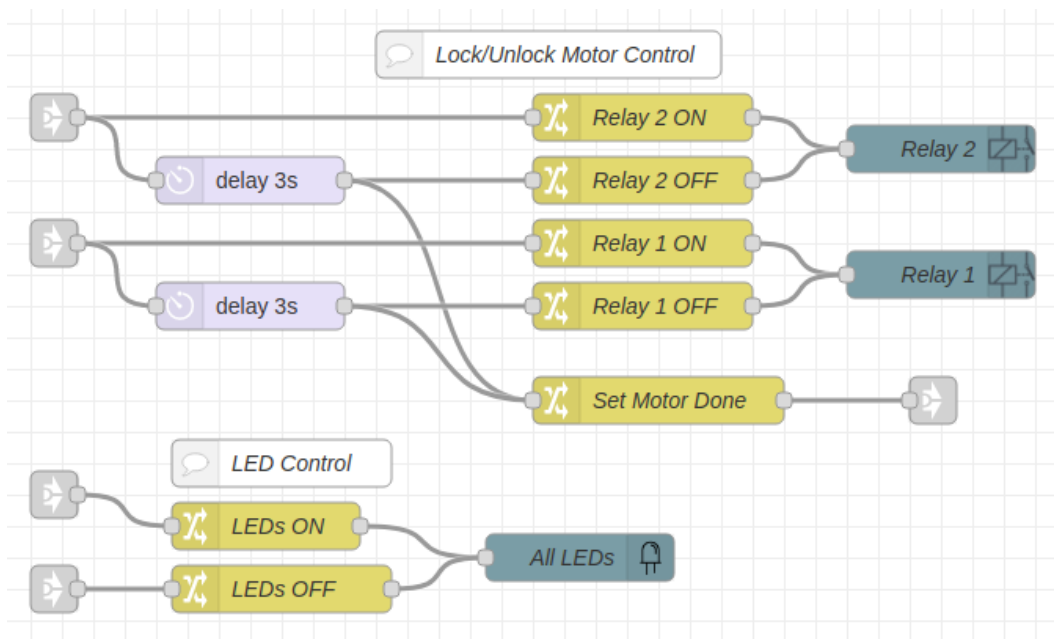 Lock/Unlock Motor Control
Relay 2 ON
Relay 2
delay 3s
Relay 2 OFF
Relay 1 ON
Relay 1
delay 3s
Relay 1 OFF
Set Motor Done
LED Control
LEDs ON
All LEDs
LEDs OFF